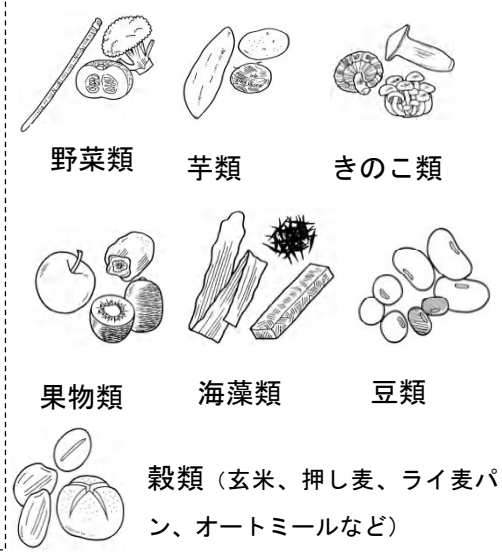 野菜類 芋類 きのこ類
果物類 海藻類 豆類
穀類（玄米、押し麦、ライ麦パ
ン、オートミールなど）